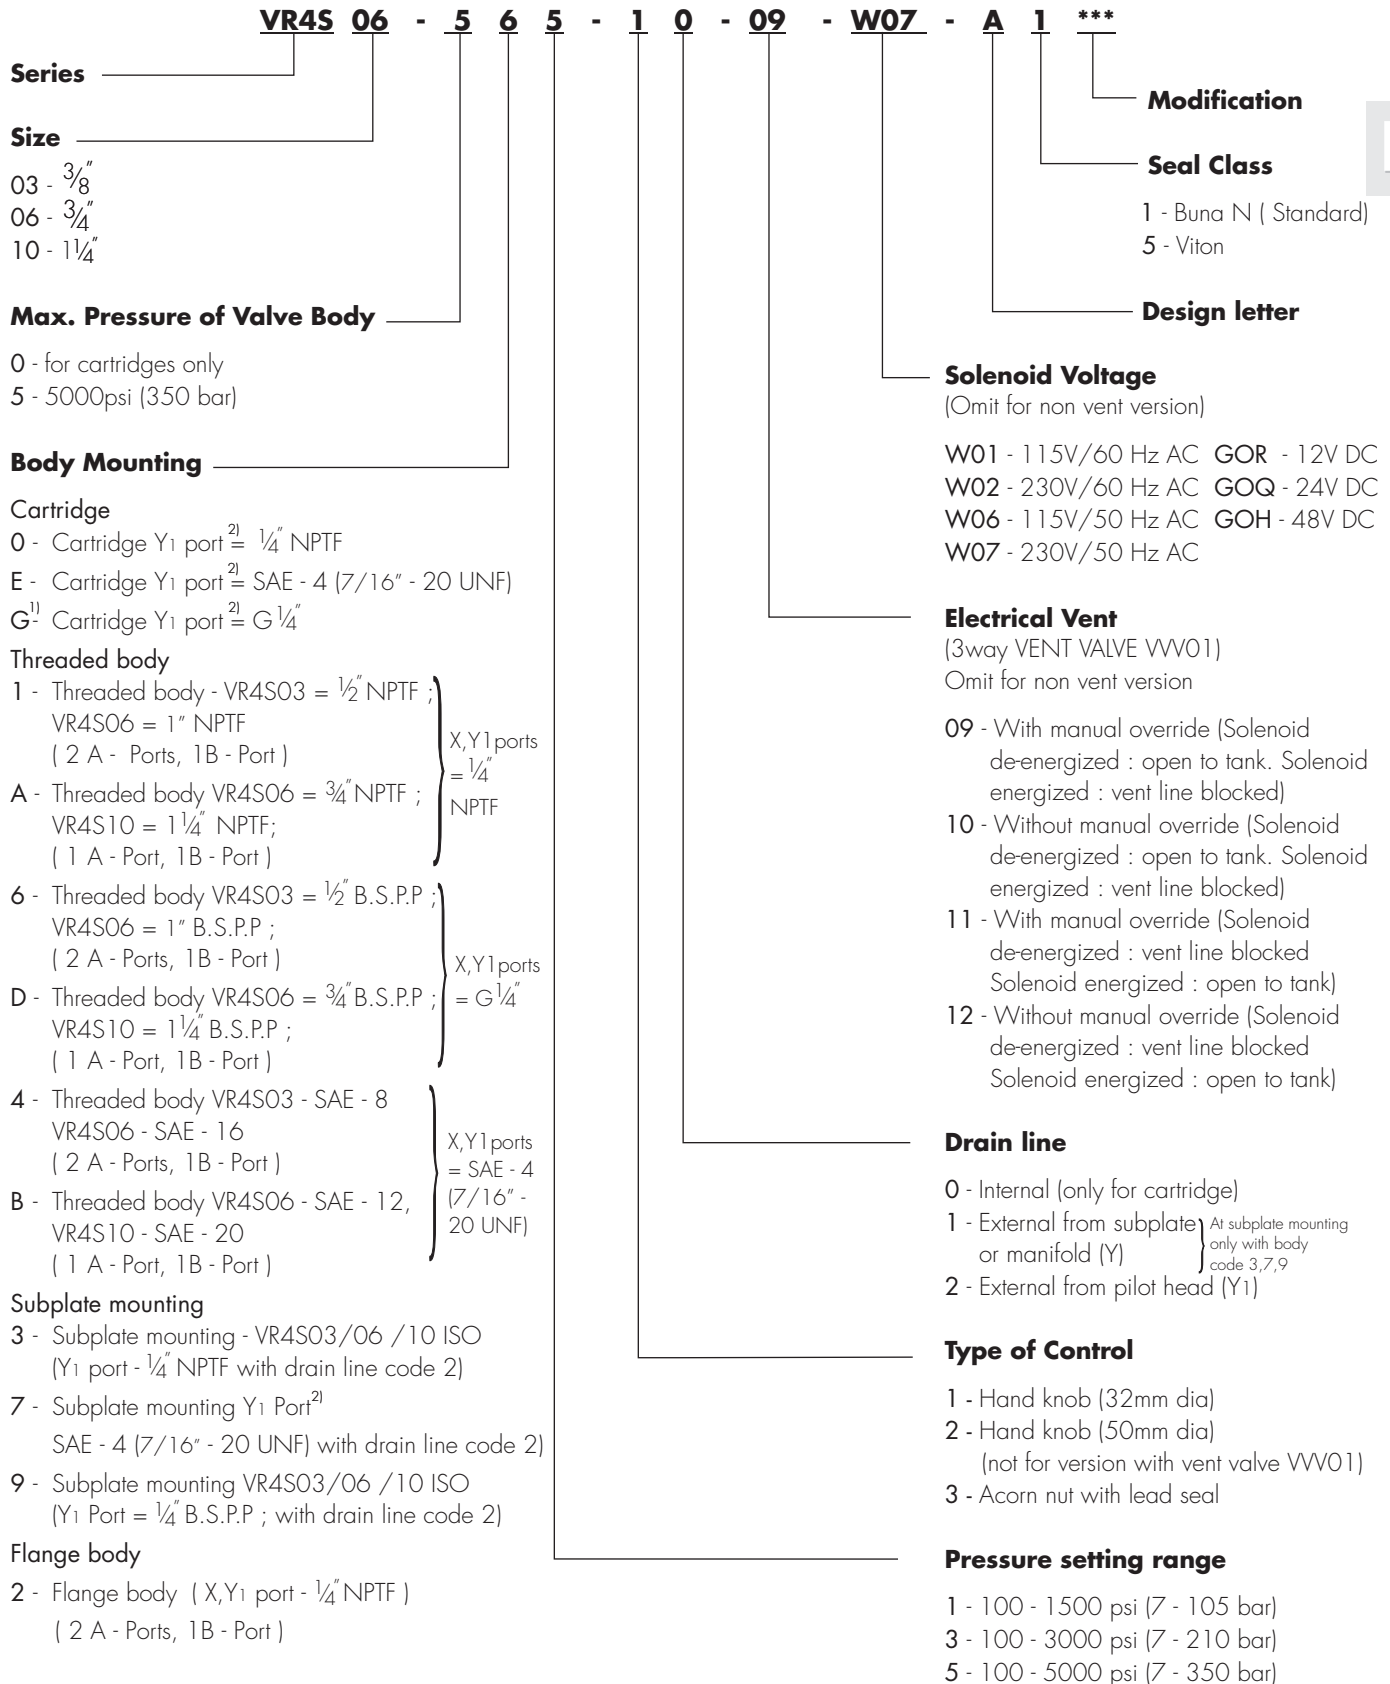 VR4S 06 - 5 6 5 - 1 0 - 09 - W07 - A 1 ***
Series
Size
03 - 3/8"
06 - 3/4"
10 - 1 1/4"
Max. Pressure of Valve Body
0 - for cartridges only
5 - 5000psi (350 bar)
Body Mounting
Cartridge
0 - Cartridge Y1 port 2) = 1/4" NPTF
E - Cartridge Y1 port 2) = SAE - 4 (7/16" - 20 UNF)
G 1) - Cartridge Y1 port 2) = G 1/4"
Threaded body
1 - Threaded body - VR4S03 = 1/2" NPTF ;
VR4S06 = 1" NPTF
( 2 A - Ports, 1B - Port )
A - Threaded body VR4S06 = 3/4" NPTF ;
VR4S10 = 1 1/4" NPTF;
( 1 A - Port, 1B - Port )
X,Y1ports
= 1/4"
NPTF
6 - Threaded body VR4S03 = 1/2" B.S.P.P ;
VR4S06 = 1" B.S.P.P ;
( 2 A - Ports, 1B - Port )
D - Threaded body VR4S06 = 3/4" B.S.P.P ;
VR4S10 = 1 1/4" B.S.P.P ;
( 1 A - Port, 1B - Port )
X,Y1ports
= G 1/4"
4 - Threaded body VR4S03 - SAE - 8
VR4S06 - SAE - 16
( 2 A - Ports, 1B - Port )
B - Threaded body VR4S06 - SAE - 12,
VR4S10 - SAE - 20
( 1 A - Port, 1B - Port )
X,Y1ports
= SAE - 4
(7/16" -
20 UNF)
Subplate mounting
3 - Subplate mounting - VR4S03/06 /10 ISO
(Y1 port - 1/4" NPTF with drain line code 2)
7 - Subplate mounting Y1 Port 2)
SAE - 4 (7/16" - 20 UNF) with drain line code 2)
9 - Subplate mounting VR4S03/06 /10 ISO
(Y1 Port = 1/4" B.S.P.P ; with drain line code 2)
Flange body
2 - Flange body ( X,Y1 port - 1/4" NPTF )
( 2 A - Ports, 1B - Port )
Modification
Seal Class
1 - Buna N ( Standard)
5 - Viton
Design letter
Solenoid Voltage
(Omit for non vent version)
W01 - 115V/60 Hz AC GOR - 12V DC
W02 - 230V/60 Hz AC GOQ - 24V DC
W06 - 115V/50 Hz AC GOH - 48V DC
W07 - 230V/50 Hz AC
Electrical Vent
(3way VENT VALVE VVV01)
Omit for non vent version
09 - With manual override (Solenoid
de-energized : open to tank. Solenoid
energized : vent line blocked)
10 - Without manual override (Solenoid
de-energized : open to tank. Solenoid
energized : vent line blocked)
11 - With manual override (Solenoid
de-energized : vent line blocked
Solenoid energized : open to tank)
12 - Without manual override (Solenoid
de-energized : vent line blocked
Solenoid energized : open to tank)
Drain line
0 - Internal (only for cartridge)
1 - External from subplate
or manifold (Y)
At subplate mounting
only with body
code 3,7,9
2 - External from pilot head (Y1)
Type of Control
1 - Hand knob (32mm dia)
2 - Hand knob (50mm dia)
(not for version with vent valve VVV01)
3 - Acorn nut with lead seal
Pressure setting range
1 - 100 - 1500 psi (7 - 105 bar)
3 - 100 - 3000 psi (7 - 210 bar)
5 - 100 - 5000 psi (7 - 350 bar)